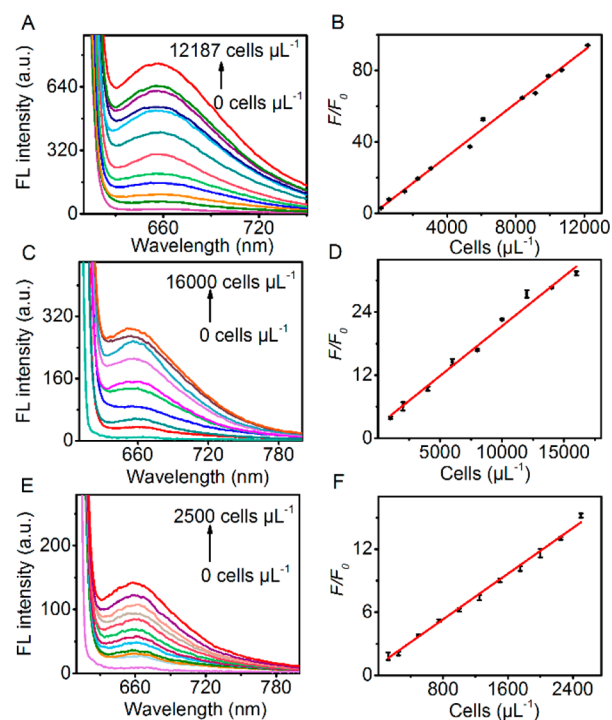 A
12187 cells µL⁻¹
0 cells µL⁻¹
FL intensity (a.u.)
640
320
0
660
720
Wavelength (nm)
B
F/F₀
80
40
0
4000
8000
12000
Cells (µL⁻¹)
C
16000 cells µL⁻¹
0 cells µL⁻¹
FL intensity (a.u.)
320
160
0
660
720
780
Wavelength (nm)
D
F/F₀
24
12
0
5000
10000
15000
Cells (µL⁻¹)
E
2500 cells µL⁻¹
0 cells µL⁻¹
FL intensity (a.u.)
200
100
50
0
660
720
780
Wavelength (nm)
F
F/F₀
12
6
0
800
1600
2400
Cells (µL⁻¹)